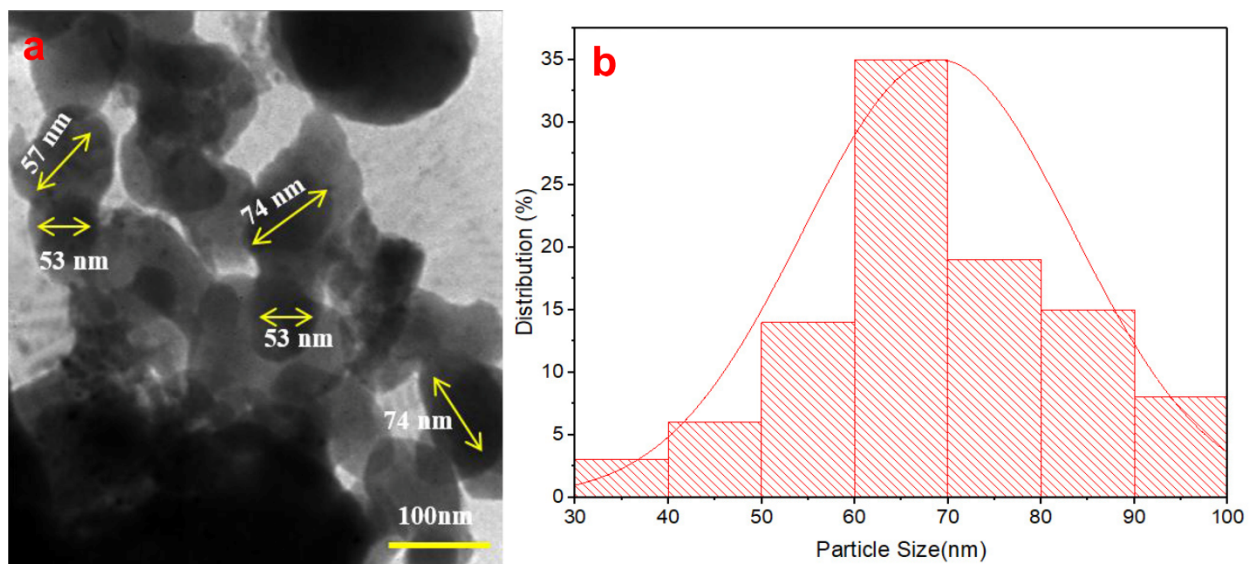 a
57 nm
53 nm
74 nm
53 nm
74 nm
100nm
b
Distribution (%)
35
30
25
20
15
10
5
0
30 40 50 60 70 80 90 100
Particle Size(nm)